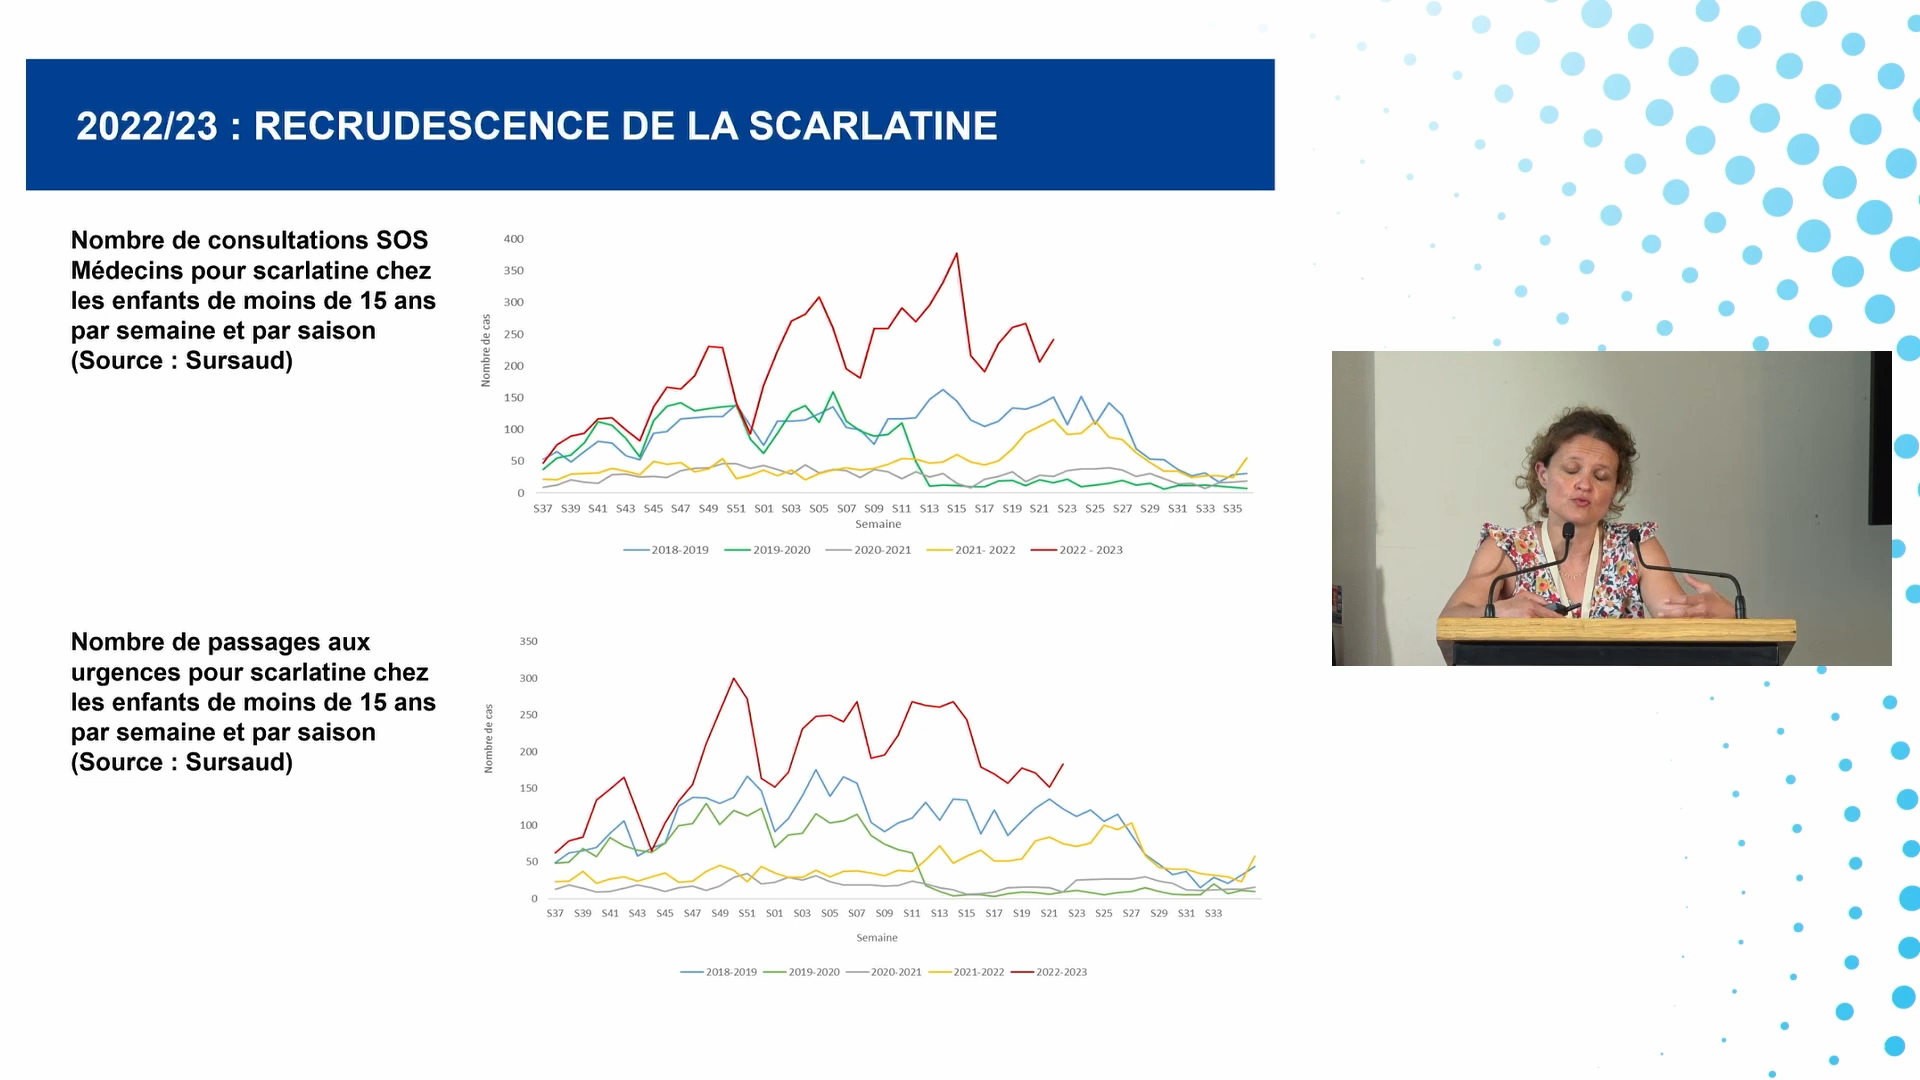 2022/23 : RECRUDESCENCE DE LA SCARLATINE
Nombre de consultations SOS
Médecins pour scarlatine chez
les enfants de moins de 15 ans
par semaine et par saison
(Source : Sursaud)
Nombre de cas
400
350
300
250
200
150
100
50
0
S37 S39 S41 S43 S45 S47 S49 S51 S01 S03 S05 S07 S09 S11 S13 S15 S17 S19 S21 S23 S25 S27 S29 S31 S33 S35
Semaine
2018-2019 2019-2020 2020-2021 2021- 2022 2022 - 2023
Nombre de passages aux
urgences pour scarlatine chez
les enfants de moins de 15 ans
par semaine et par saison
(Source : Sursaud)
Nombre de cas
350
300
250
200
150
100
50
0
S37 S39 S41 S43 S45 S47 S49 S51 S01 S03 S05 S07 S09 S11 S13 S15 S17 S19 S21 S23 S25 S27 S29 S31 S33
Semaine
2018-2019 2019-2020 2020-2021 2021-2022 2022-2023